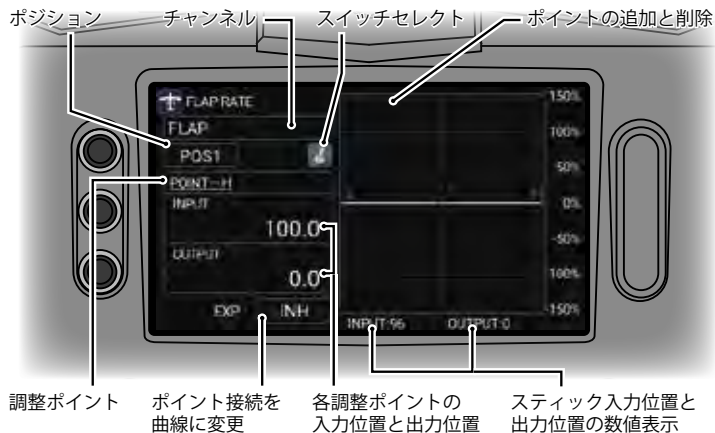 ポジション
チャンネル
スイッチセレクト
ポイントの追加と削除
FLAP RATE
FLAP
POS1
POINT-H
INPUT
100.0
OUTPUT
0.0
EXP
INH
150%
100%
50%
0%
-50%
100%
-150%
INPUT:96
OUTPUT:0
調整ポイント
ポイント接続を
曲線に変更
各調整ポイントの
入力位置と出力位置
スティック入力位置と
出力位置の数値表示